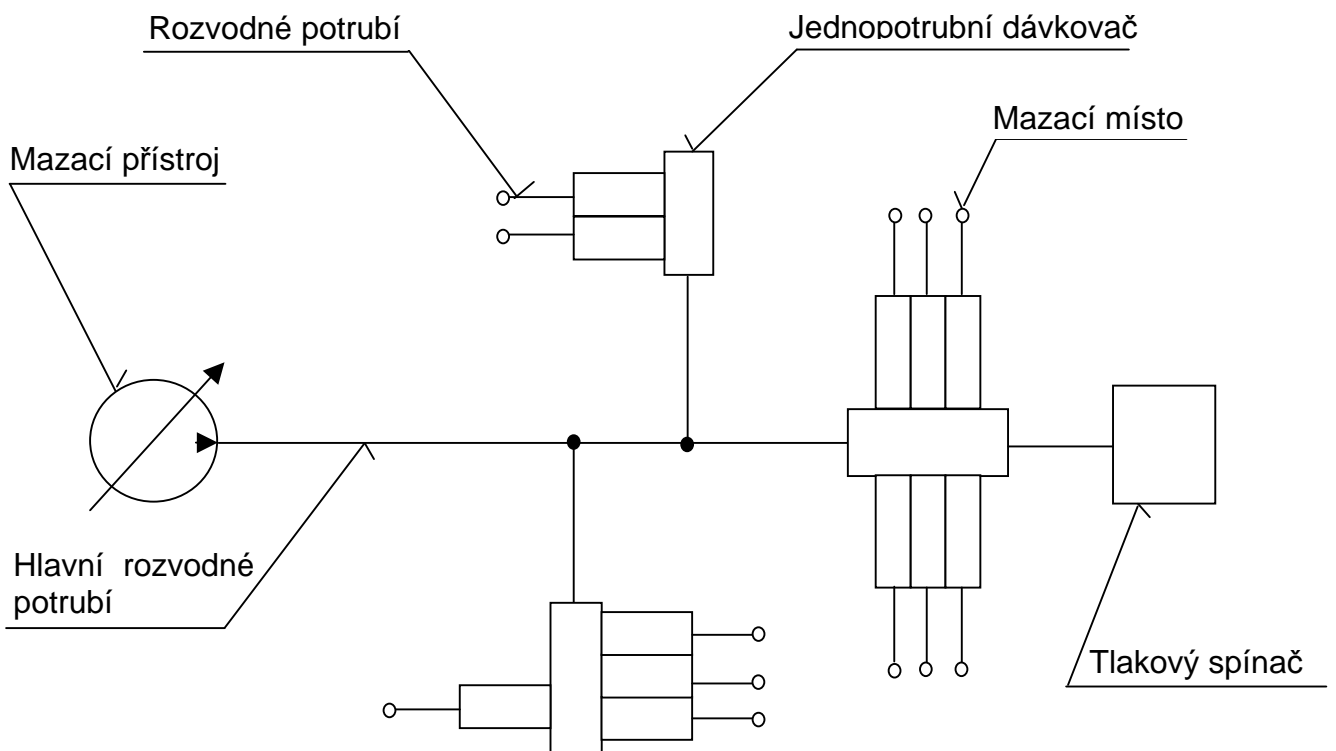 Rozvodné potrubí
Jednopotrubní dávkovač
Mazací místo
Mazací přístroj
Hlavní rozvodné
potrubí
Tlakový spínač